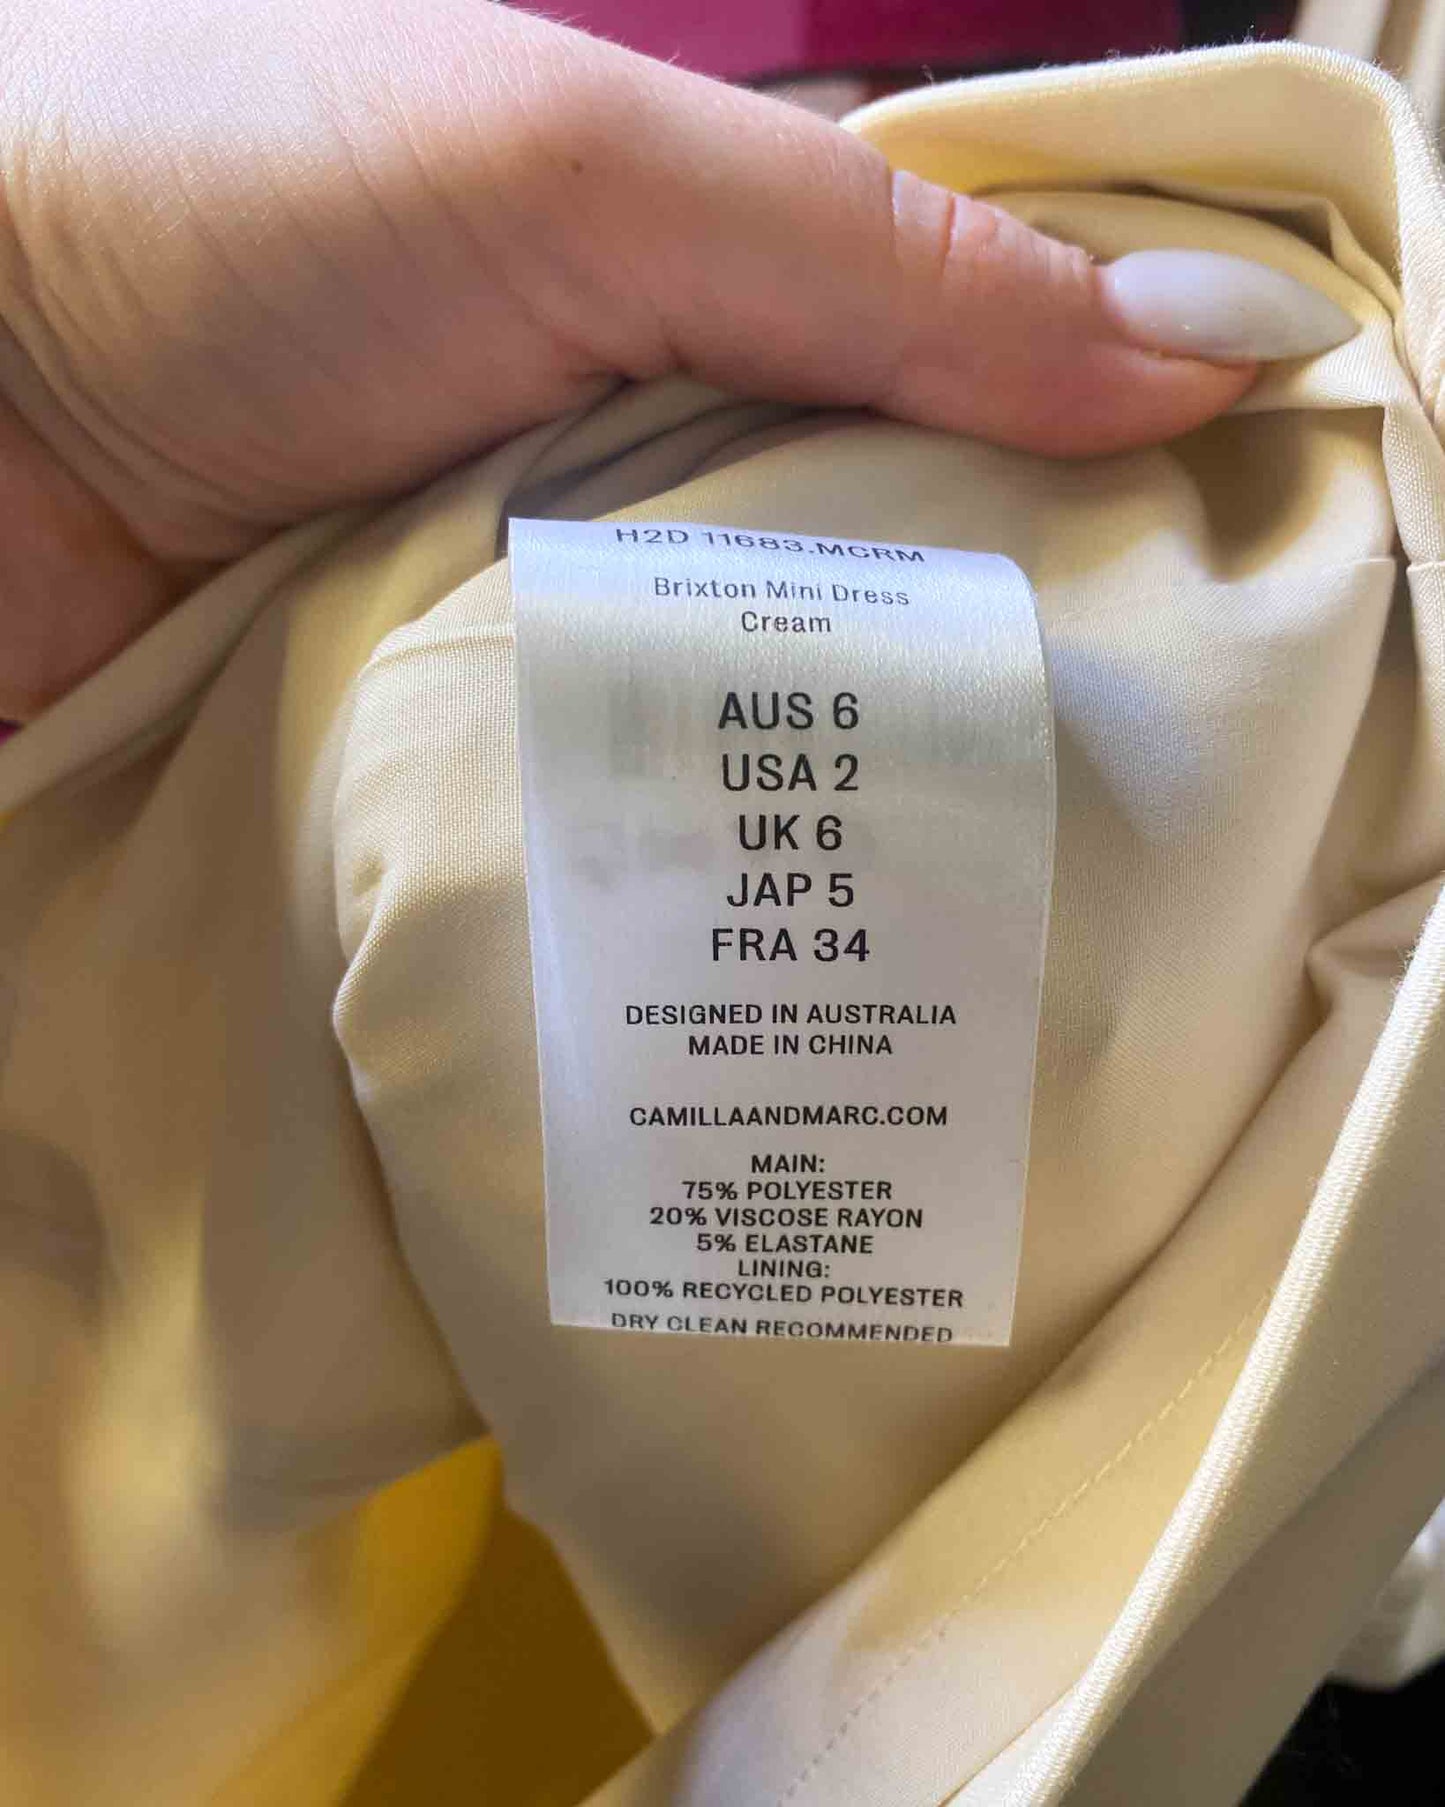 H2D 11683.MCRM
Brixton Mini Dress
Cream
AUS 6
USA 2
UK 6
JAP 5
FRA 34
DESIGNED IN AUSTRALIA
MADE IN CHINA
CAMILLAANDMARC.COM
MAIN:
75% POLYESTER
20% VISCOSE RAYON
5% ELASTANE
LINING:
100% RECYCLED POLYESTER
DRY CLEAN RECOMMENDED